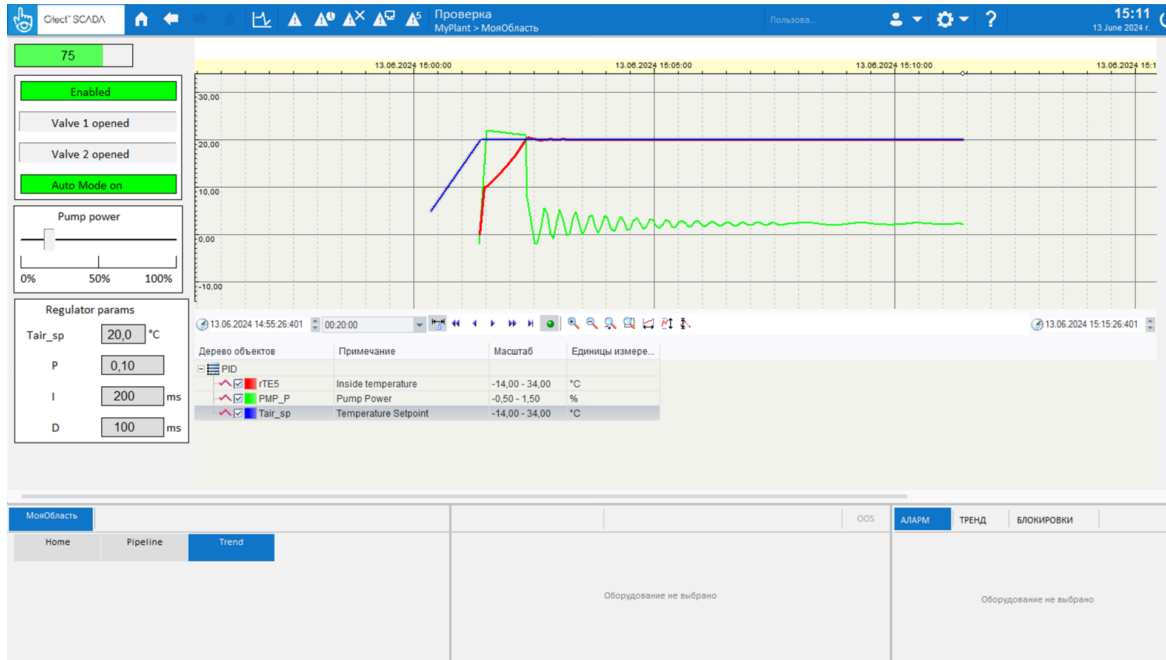 Citect SCADA
Проверка
MyPlant > МояОбласть
Пользова...
?
15:11
13 June 2024 г.
75
Enabled
Valve 1 opened
Valve 2 opened
Auto Mode on
Pump power
0% 50% 100%
Regulator params
Tair_sp 20,0 °C
P 0,10
I 200 ms
D 100 ms
13.06.2024 15:00:00 13.06.2024 15:05:00 13.06.2024 15:10:00 13.06.2024 15:1
30,00
20,00
10,00
0,00
-10,00
13.06.2024 14:55:26:401 00:20:00 13.06.2024 15:15:26:401
Дерево объектов Примечание Масштаб Единицы измере...
PID
rTE5 Inside temperature -14,00 - 34,00 °C
PMP_P Pump Power -0,50 - 1,50 %
Tair_sp Temperature Setpoint -14,00 - 34,00 °C
МояОбласть
Home Pipeline Trend
OOS
Оборудование не выбрано
АЛАРМ ТРЕНД БЛОКИРОВКИ
Оборудование не выбрано